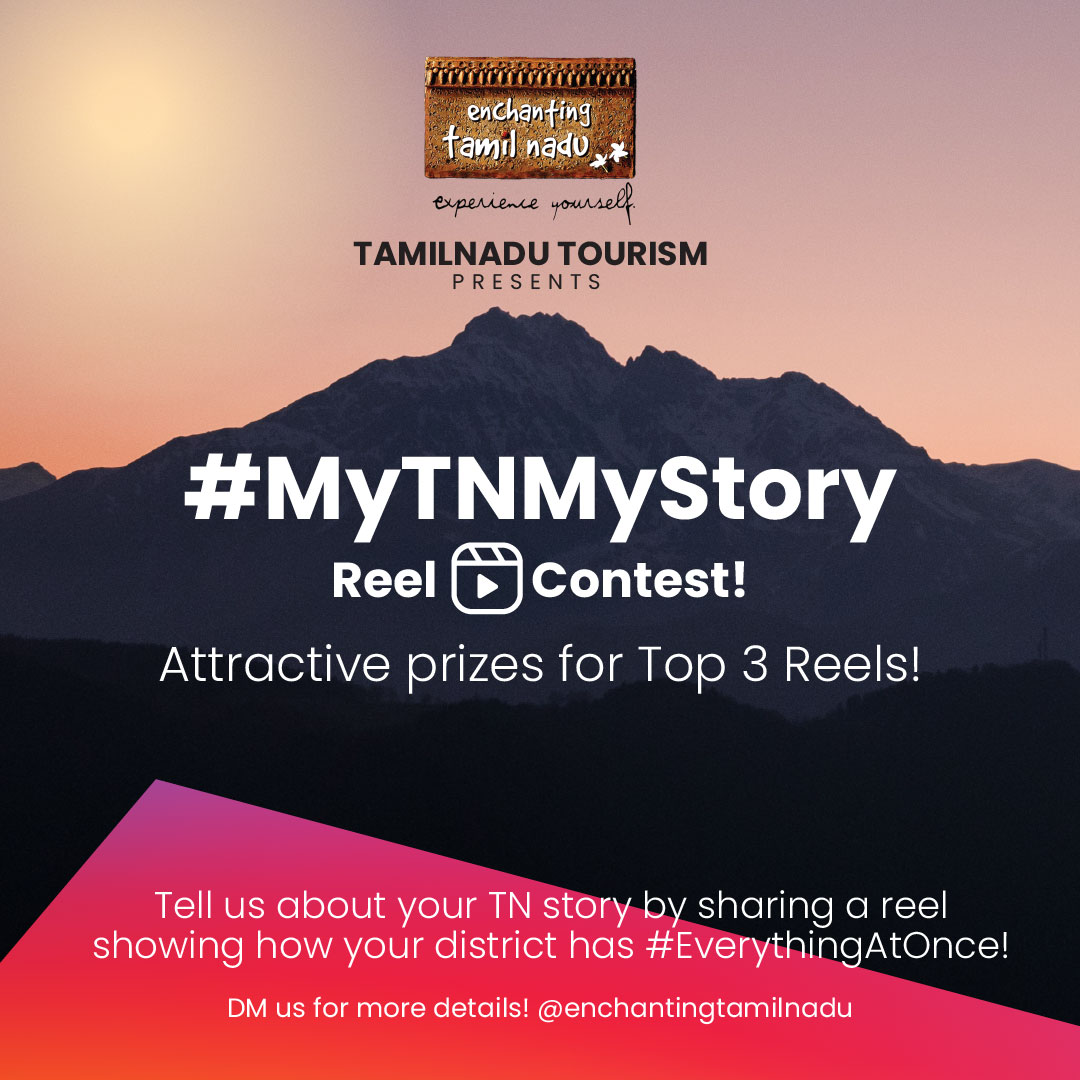 enchanting
tamil nadu
experience yourself.
TAMILNADU TOURISM
PRESENTS
#MyTNMyStory
Reel Contest!
Attractive prizes for Top 3 Reels!
Tell us about your TN story by sharing a reel
showing how your district has #EverythingAtOnce!
DM us for more details! @enchantingtamilnadu